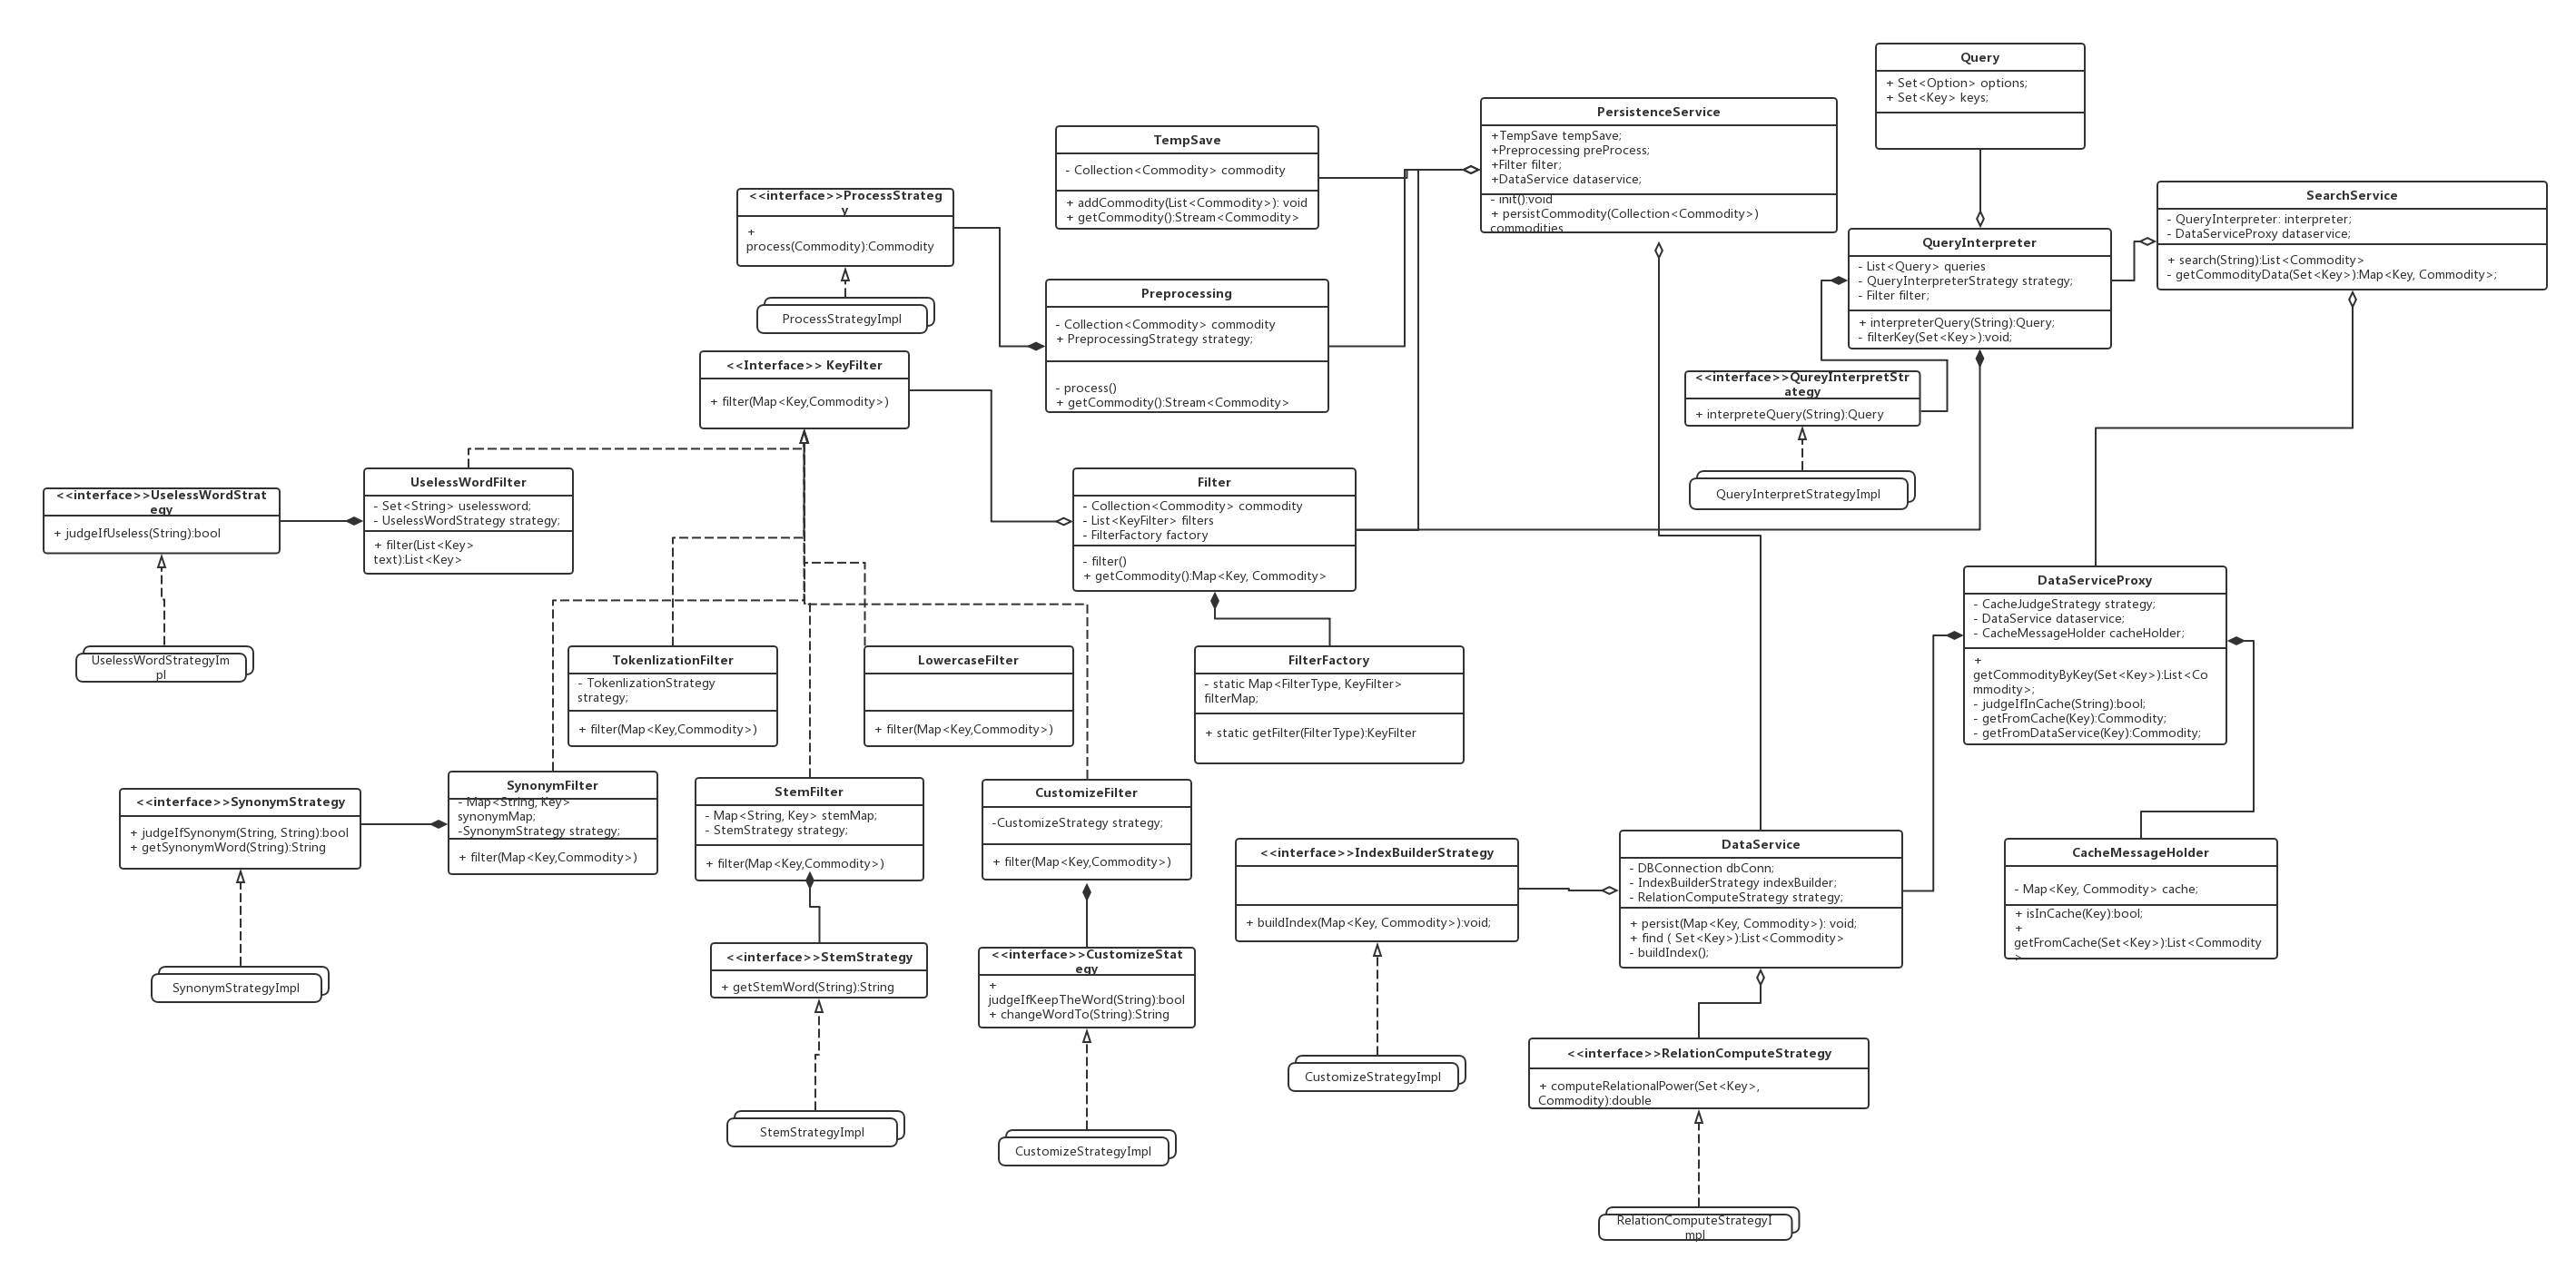 Query
+ Set<Option> options;
+ Set<Key> keys;
PersistenceService
+TempSave tempSave;
+Preprocessing preProcess;
+Filter filter;
+DataService dataservice;
- init():void
+ persistCommodity(Collection<Commodity>)
commodities
TempSave
- Collection<Commodity> commodity
+ addCommodity(List<Commodity>): void
+ getCommodity():Stream<Commodity>
<<interface>>ProcessStrateg
y
+
process(Commodity):Commodity
ProcessStrategyImpl
SearchService
- QueryInterpreter: interpreter;
- DataServiceProxy dataservice;
+ search(String):List<Commodity>
- getCommodityData(Set<Key>):Map<Key, Commodity>;
QueryInterpreter
- List<Query> queries
- QueryInterpreterStrategy strategy;
- Filter filter;
+ interpreterQuery(String):Query;
- filterKey(Set<Key>):void;
Preprocessing
- Collection<Commodity> commodity
+ PreprocessingStrategy strategy;
- process()
+ getCommodity():Stream<Commodity>
<<Interface>> KeyFilter
+ filter(Map<Key,Commodity>)
<<interface>>QureyInterpretStr
ategy
+ interpreteQuery(String):Query
QueryInterpretStrategyImpl
<<interface>>UselessWordStrat
egy
+ judgeIfUseless(String):bool
UselessWordStrategyIm
pl
UselessWordFilter
- Set<String> uselessword;
- UselessWordStrategy strategy;
+ filter(List<Key>
text):List<Key>
Filter
- Collection<Commodity> commodity
- List<KeyFilter> filters
- FilterFactory factory
- filter()
+ getCommodity():Map<Key, Commodity>
DataServiceProxy
- CacheJudgeStrategy strategy;
- DataService dataservice;
- CacheMessageHolder cacheHolder;
+
getCommodityByKey(Set<Key>):List<Co
mmodity>;
- judgeIfInCache(String):bool;
- getFromCache(Key):Commodity;
- getFromDataService(Key):Commodity;
TokenlizationFilter
- TokenlizationStrategy
strategy;
+ filter(Map<Key,Commodity>)
LowercaseFilter
+ filter(Map<Key,Commodity>)
FilterFactory
- static Map<FilterType, KeyFilter>
filterMap;
+ static getFilter(FilterType):KeyFilter
<<interface>>SynonymStrategy
+ judgeIfSynonym(String, String):bool
+ getSynonymWord(String):String
SynonymStrategyImpl
SynonymFilter
- Map<String, Key>
synonymMap;
-SynonymStrategy strategy;
+ filter(Map<Key,Commodity>)
StemFilter
- Map<String, Key> stemMap;
- StemStrategy strategy;
+ filter(Map<Key,Commodity>)
CustomizeFilter
-CustomizeStrategy strategy;
+ filter(Map<Key,Commodity>)
<<interface>>IndexBuilderStrategy
+ buildIndex(Map<Key, Commodity>):void;
DataService
- DBConnection dbConn;
- IndexBuilderStrategy indexBuilder;
- RelationComputeStrategy strategy;
+ persist(Map<Key, Commodity>): void;
+ find ( Set<Key>):List<Commodity>
- buildIndex();
CacheMessageHolder
- Map<Key, Commodity> cache;
+ isInCache(Key):bool;
+
getFromCache(Set<Key>):List<Commodity
>
<<interface>>StemStrategy
+ getStemWord(String):String
StemStrategyImpl
<<interface>>CustomizeStat
egy
+
judgeIfKeepTheWord(String):bool
+ changeWordTo(String):String
CustomizeStrategyImpl
CustomizeStrategyImpl
<<interface>>RelationComputeStrategy
+ computeRelationalPower(Set<Key>,
Commodity):double
RelationComputeStrategyI
mpl